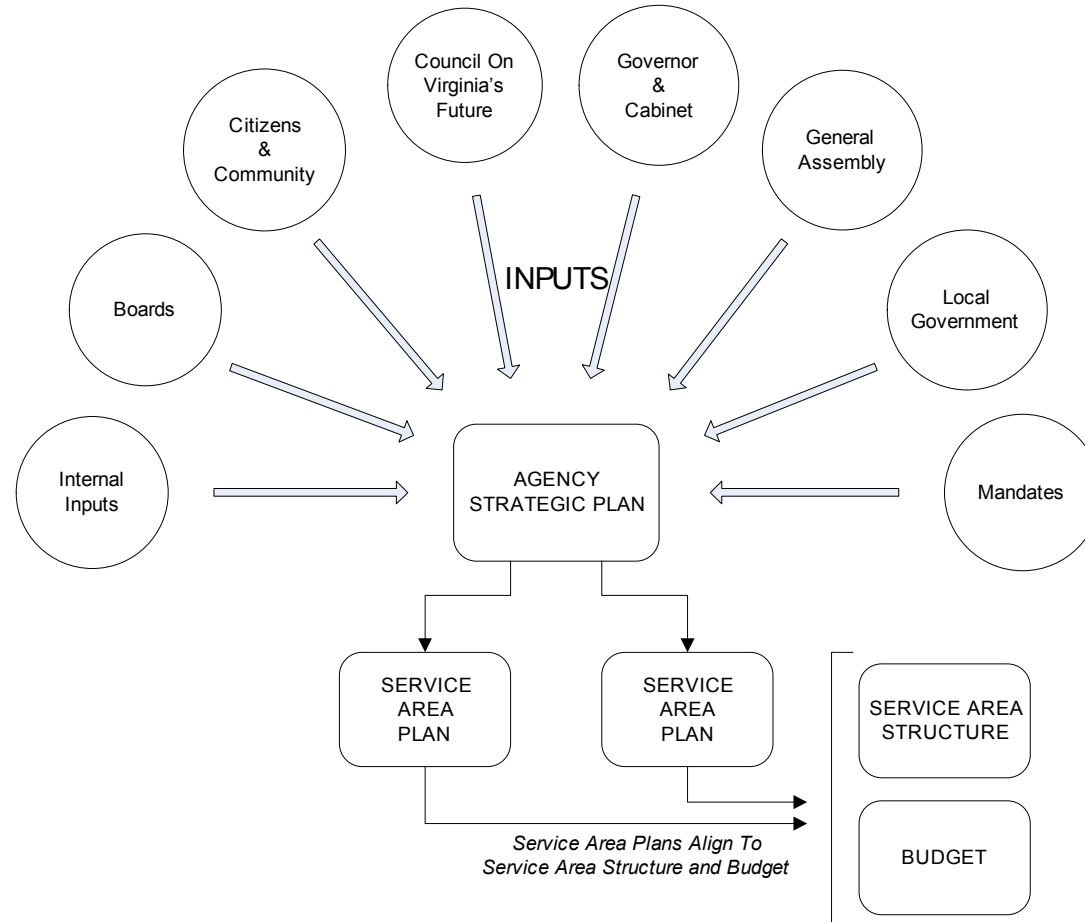 Council On
Virginia's
Future
Governor
&
Cabinet
Citizens
&
Community
General
Assembly
INPUTS
Boards
Local
Government
Internal
Inputs
AGENCY
STRATEGIC PLAN
Mandates
SERVICE
AREA
PLAN
SERVICE
AREA
PLAN
SERVICE AREA
STRUCTURE
Service Area Plans Align To
Service Area Structure and Budget
BUDGET